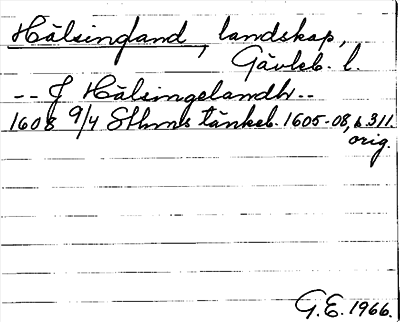 Hälsingland, landskap,
Gävleb. l.
-- J Hälsingelandh --
1608 9/4 Sthms tänkeb. 1605-08, s 311.
orig.
G.E. 1966.